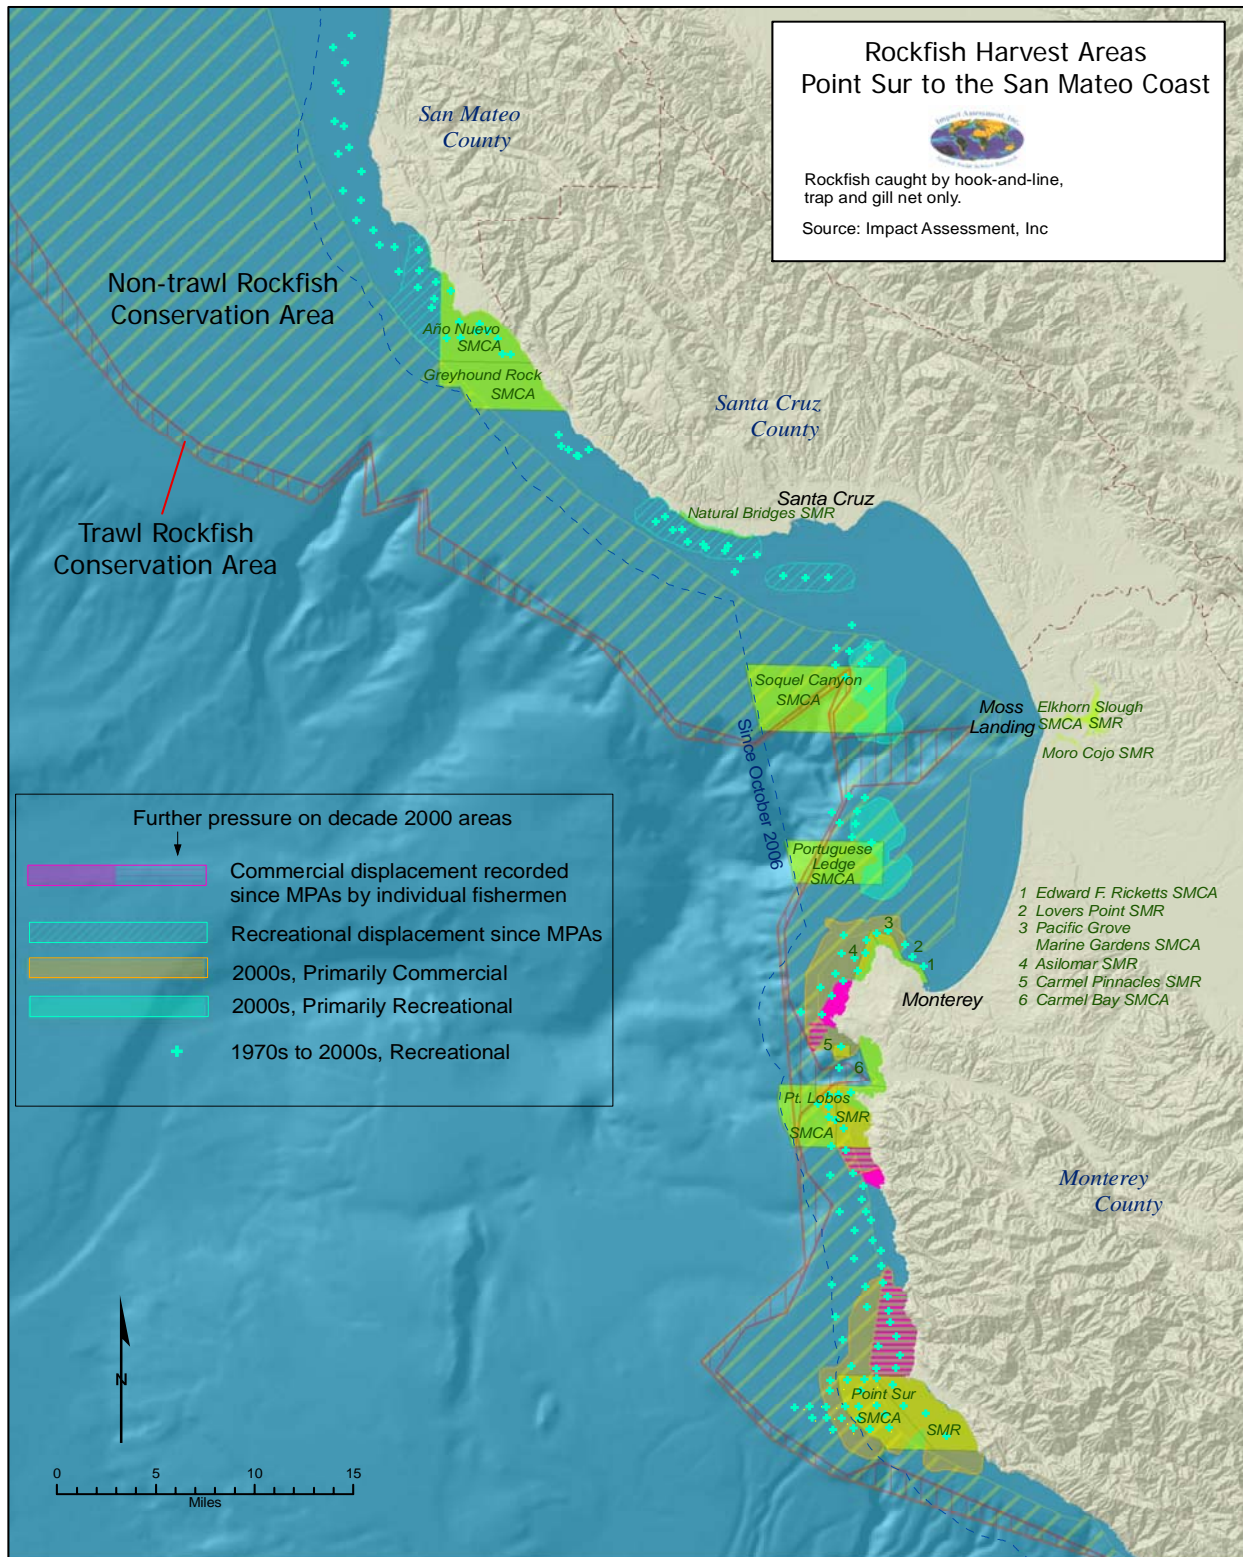 Rockfish Harvest Areas
Point Sur to the San Mateo Coast
Impact Assessment, Inc.
Rockfish caught by hook-and-line,
trap and gill net only.
Source: Impact Assessment, Inc
San Mateo
County
Non-trawl Rockfish
Conservation Area
Año Nuevo
SMCA
Greyhound Rock
SMCA
Santa Cruz
County
Trawl Rockfish
Conservation Area
Santa Cruz
Natural Bridges SMR
Soquel Canyon
SMCA
Moss
Landing
Elkhorn Slough
SMCA SMR
Moro Cojo SMR
Since October 2006
Further pressure on decade 2000 areas
Commercial displacement recorded
since MPAs by individual fishermen
Recreational displacement since MPAs
2000s, Primarily Commercial
2000s, Primarily Recreational
1970s to 2000s, Recreational
Portuguese
Ledge
SMCA
1 Edward F. Ricketts SMCA
2 Lovers Point SMR
3 Pacific Grove
Marine Gardens SMCA
4 Asilomar SMR
5 Carmel Pinnacles SMR
6 Carmel Bay SMCA
3
2
4
1
Monterey
5
6
Pt. Lobos
SMR
SMCA
Monterey
County
Point Sur
SMCA
SMR
N
0 5 10 15
Miles